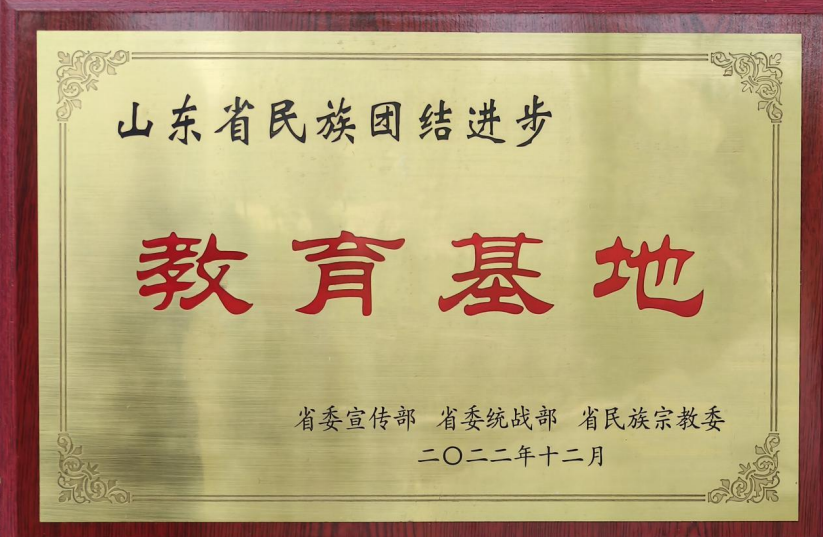 山东省民族团结进步
教育基地
省委宣传部 省委统战部 省民族宗教委
二〇二二年十二月